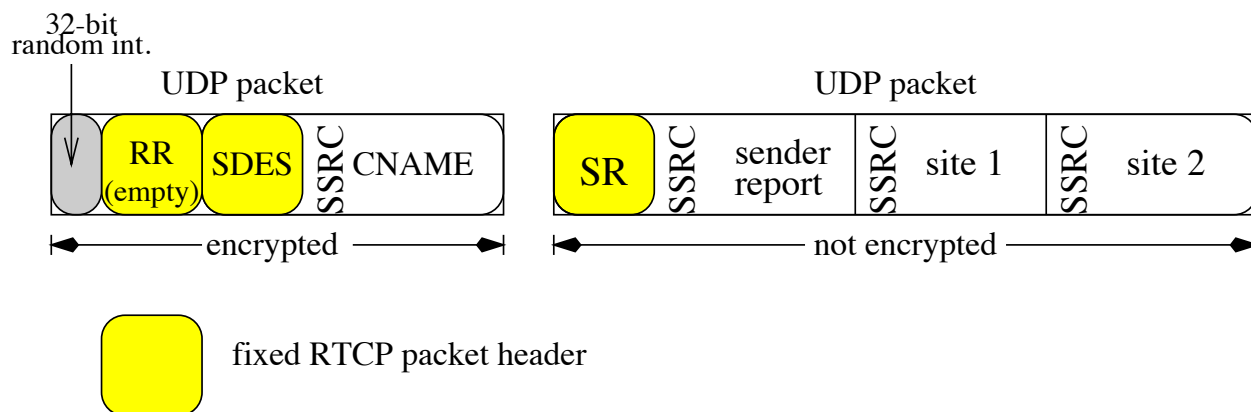 32-bit
random int.
UDP packet
UDP packet
RR
(empty)
SDES
SSRC
CNAME
SR
SSRC
sender
report
SSRC
site 1
SSRC
site 2
encrypted
not encrypted
fixed RTCP packet header